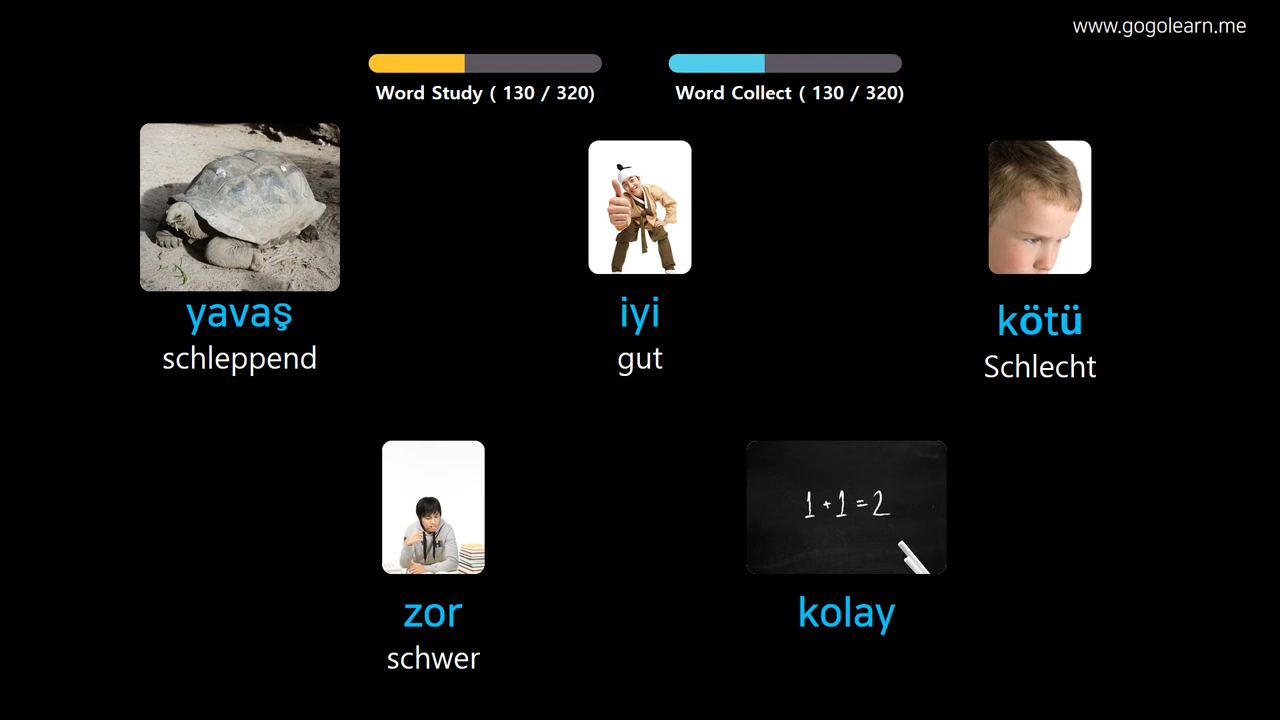 www.gogolearn.me
Word Study ( 130 / 320)
Word Collect ( 130 / 320)
yavaş
schleppend
iyi
gut
kötü
Schlecht
1+1=2
zor
schwer
kolay